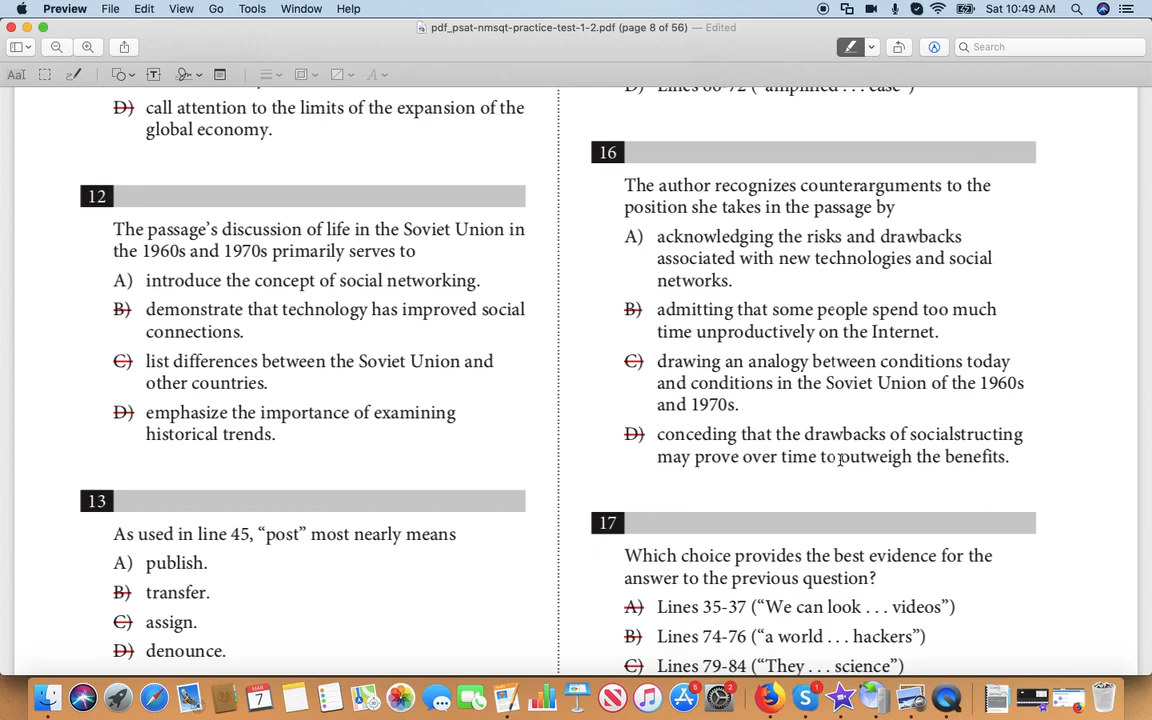 Preview File Edit View Go Tools Window Help
Sat 10:49 AM
pdf_psat-nmsqt-practice-test-1-2.pdf (page 8 of 56) — Edited
Search
D) call attention to the limits of the expansion of the
global economy.
12
The passage's discussion of life in the Soviet Union in
the 1960s and 1970s primarily serves to
A) introduce the concept of social networking.
B) demonstrate that technology has improved social
connections.
C) list differences between the Soviet Union and
other countries.
D) emphasize the importance of examining
historical trends.
13
As used in line 45, “post” most nearly means
A) publish.
B) transfer.
C) assign.
D) denounce.
D) Lines 66-72 (“amplified . . . ease”)
16
The author recognizes counterarguments to the
position she takes in the passage by
A) acknowledging the risks and drawbacks
associated with new technologies and social
networks.
B) admitting that some people spend too much
time unproductively on the Internet.
C) drawing an analogy between conditions today
and conditions in the Soviet Union of the 1960s
and 1970s.
D) conceding that the drawbacks of socialstructing
may prove over time to outweigh the benefits.
17
Which choice provides the best evidence for the
answer to the previous question?
A) Lines 35-37 (“We can look . . . videos”)
B) Lines 74-76 (“a world . . . hackers”)
C) Lines 79-84 (“They . . . science”)
MAR
7